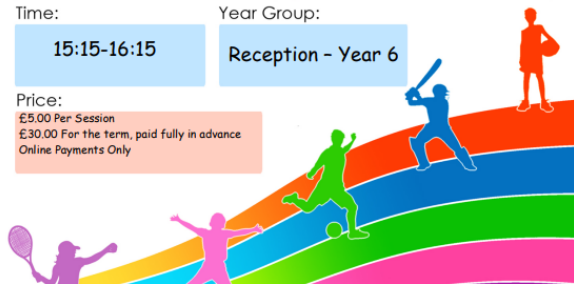 Time:
Year Group:
15:15-16:15
Reception – Year 6
Price:
£5.00 Per Session
£30.00 For the term, paid fully in advance
Online Payments Only